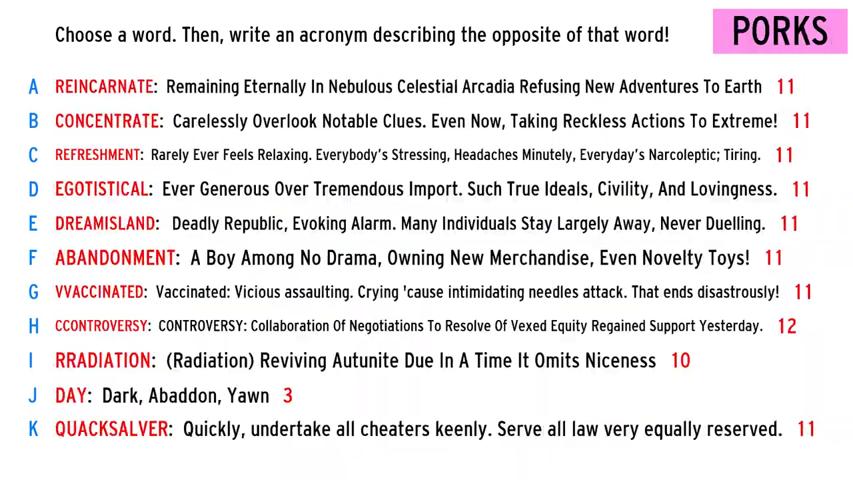 Choose a word. Then, write an acronym describing the opposite of that word! PORKS
A REINCARNATE: Remaining Eternally In Nebulous Celestial Arcadia Refusing New Adventures To Earth 11
B CONCENTRATE: Carelessly Overlook Notable Clues. Even Now, Taking Reckless Actions To Extreme! 11
C REFRESHMENT: Rarely Ever Feels Relaxing. Everybody's Stressing, Headaches Minutely, Everyday's Narcoleptic; Tiring. 11
D EGOTISTICAL: Ever Generous Over Tremendous Import. Such True Ideals, Civility, And Lovingness. 11
E DREAMISLAND: Deadly Republic, Evoking Alarm. Many Individuals Stay Largely Away, Never Duelling. 11
F ABANDONMENT: A Boy Among No Drama, Owning New Merchandise, Even Novelty Toys! 11
G VVACCINATED: Vaccinated: Vicious assaulting. Crying 'cause intimidating needles attack. That ends disastrously! 11
H CCONTROVERSY: CONTROVERSY: Collaboration Of Negotiations To Resolve Of Vexed Equity Regained Support Yesterday. 12
I RRADIATION: (Radiation) Reviving Autunite Due In A Time It Omits Niceness 10
J DAY: Dark, Abaddon, Yawn 3
K QUACKSALVER: Quickly, undertake all cheaters keenly. Serve all law very equally reserved. 11